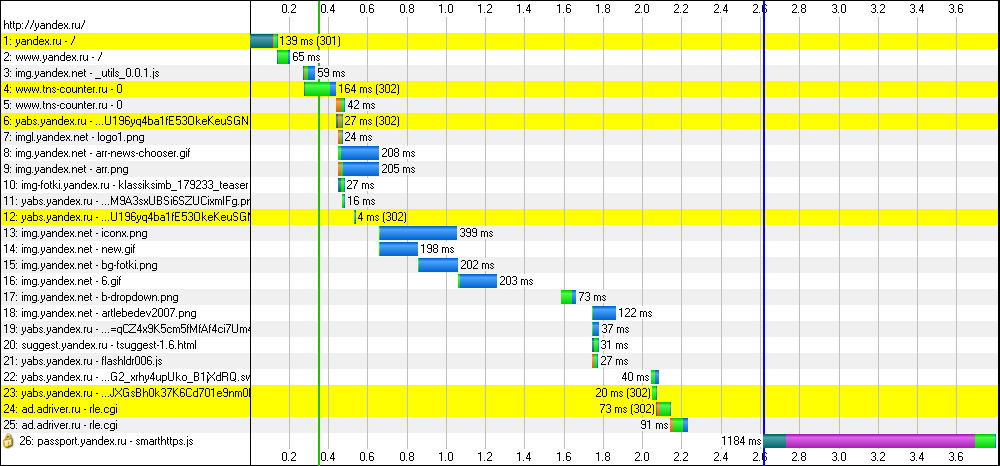 0.2 0.4 0.6 0.8 1.0 1.2 1.4 1.6 1.8 2.0 2.2 2.4 2.6 2.8 3.0 3.2 3.4 3.6
http://yandex.ru/
1: yandex.ru - / 139 ms (301)
2: www.yandex.ru - / 65 ms
3: img.yandex.net - _utils_0.0.1.js 59 ms
4: www.tns-counter.ru - 0 164 ms (302)
5: www.tns-counter.ru - 0 42 ms
6: yabs.yandex.ru - ...U196yq4ba1fE53OkeKeuSGN 27 ms (302)
7: imgl.yandex.net - logo1.png 24 ms
8: img.yandex.net - arr-news-chooser.gif 208 ms
9: img.yandex.net - arr.png 205 ms
10: img-fotki.yandex.ru - klassiksimb_179233_teaser 27 ms
11: yabs.yandex.ru - ...M9A3sxUBSi6SZUCixmIFg.pr 16 ms
12: yabs.yandex.ru - ...U196yq4ba1fE53OkeKeuSGN 4 ms (302)
13: img.yandex.net - iconx.png 399 ms
14: img.yandex.net - new.gif 198 ms
15: img.yandex.net - bg-fotki.png 202 ms
16: img.yandex.net - 6.gif 203 ms
17: img.yandex.net - b-dropdown.png 73 ms
18: img.yandex.net - artlebedev2007.png 122 ms
19: yabs.yandex.ru - ...=qCZ4x9K5cm5fMfAf4ci7Um4 37 ms
20: suggest.yandex.ru - tsuggest-1.6.html 31 ms
21: yabs.yandex.ru - flashldr006.js 27 ms
22: yabs.yandex.ru - ...G2_xrhy4upUko_B1jXdRQ.sw 40 ms
23: yabs.yandex.ru - ...JXGsBh0k37K6Cd701e9nm0I 20 ms (302)
24: ad.adriver.ru - rle.cgi 73 ms (302)
25: ad.adriver.ru - rle.cgi 91 ms
26: passport.yandex.ru - smarthttps.js 1184 ms
0.2 0.4 0.6 0.8 1.0 1.2 1.4 1.6 1.8 2.0 2.2 2.4 2.6 2.8 3.0 3.2 3.4 3.6